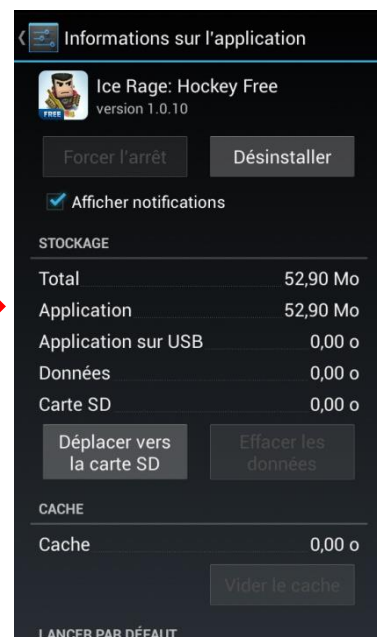 Informations sur l'application
Ice Rage: Hockey Free
version 1.0.10
FREE
Forcer l'arrêt Désinstaller
Afficher notifications
STOCKAGE
Total 52,90 Mo
Application 52,90 Mo
Application sur USB 0,00 o
Données 0,00 o
Carte SD 0,00 o
Déplacer vers
la carte SD
Effacer les
données
CACHE
Cache 0,00 o
Vider le cache
LANCER PAR DÉFAUT